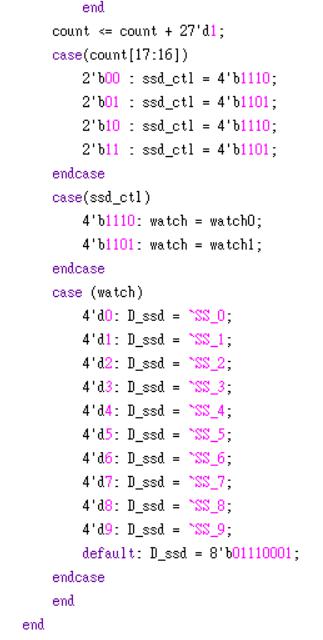 end
count <= count + 27'd1;
case(count[17:16])
2'b00 : ssd_ctl = 4'b1110;
2'b01 : ssd_ctl = 4'b1101;
2'b10 : ssd_ctl = 4'b1110;
2'b11 : ssd_ctl = 4'b1101;
endcase
case(ssd_ctl)
4'b1110: watch = watch0;
4'b1101: watch = watch1;
endcase
case (watch)
4'd0: D_ssd = `SS_0;
4'd1: D_ssd = `SS_1;
4'd2: D_ssd = `SS_2;
4'd3: D_ssd = `SS_3;
4'd4: D_ssd = `SS_4;
4'd5: D_ssd = `SS_5;
4'd6: D_ssd = `SS_6;
4'd7: D_ssd = `SS_7;
4'd8: D_ssd = `SS_8;
4'd9: D_ssd = `SS_9;
default: D_ssd = 8'b01110001;
endcase
end
end